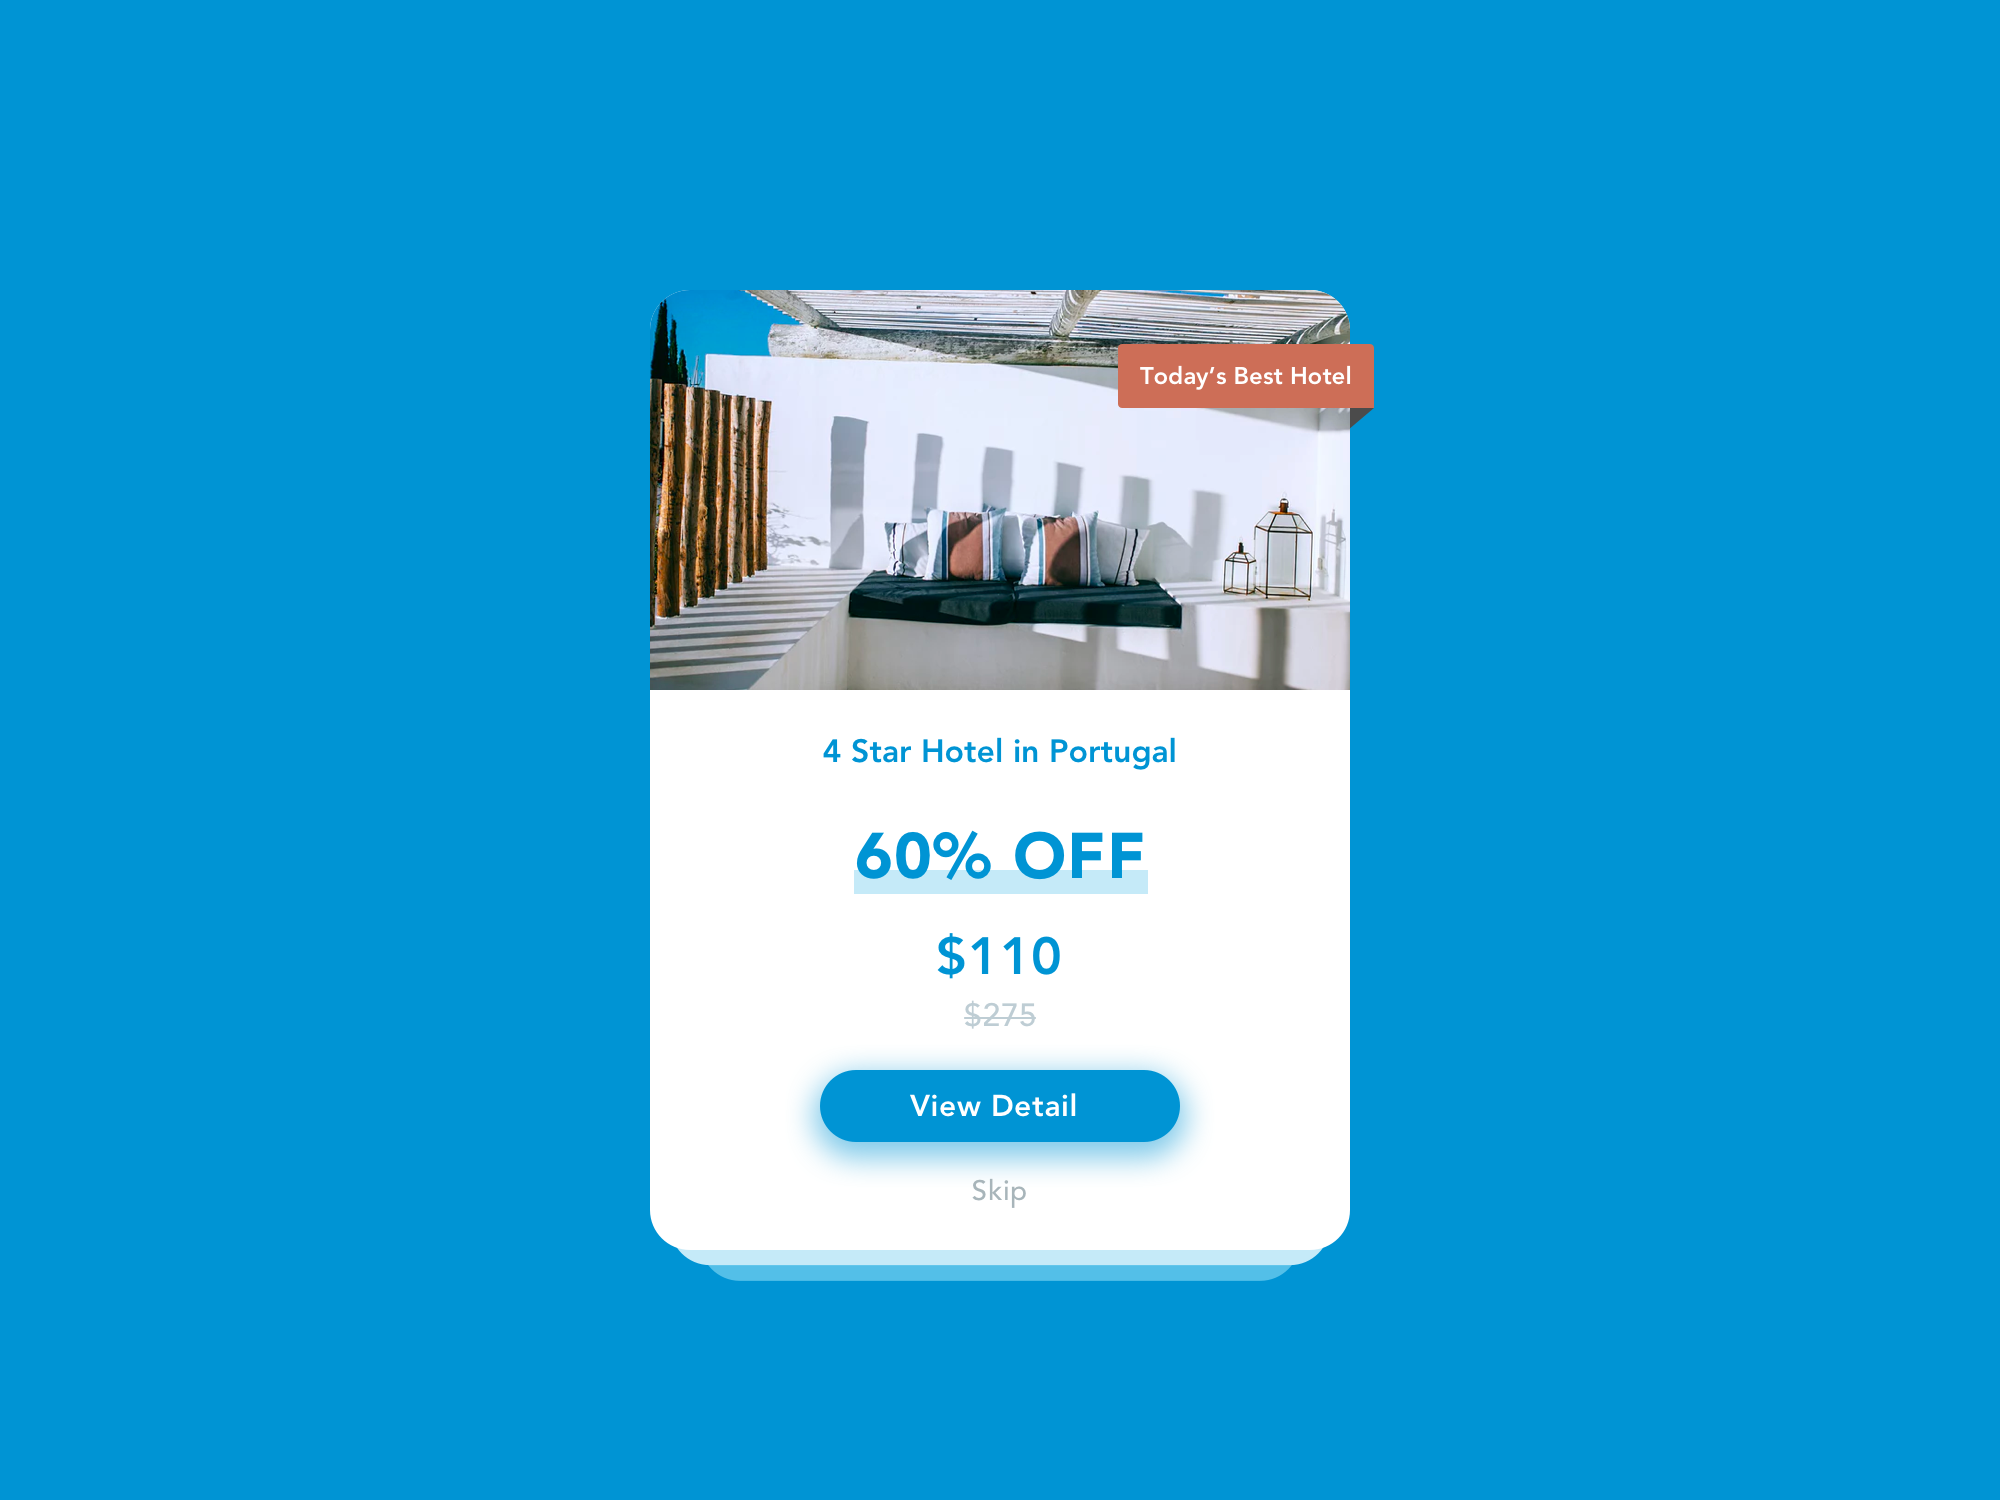 Today’s Best Hotel
4 Star Hotel in Portugal
60% OFF
$110
$275
View Detail
Skip